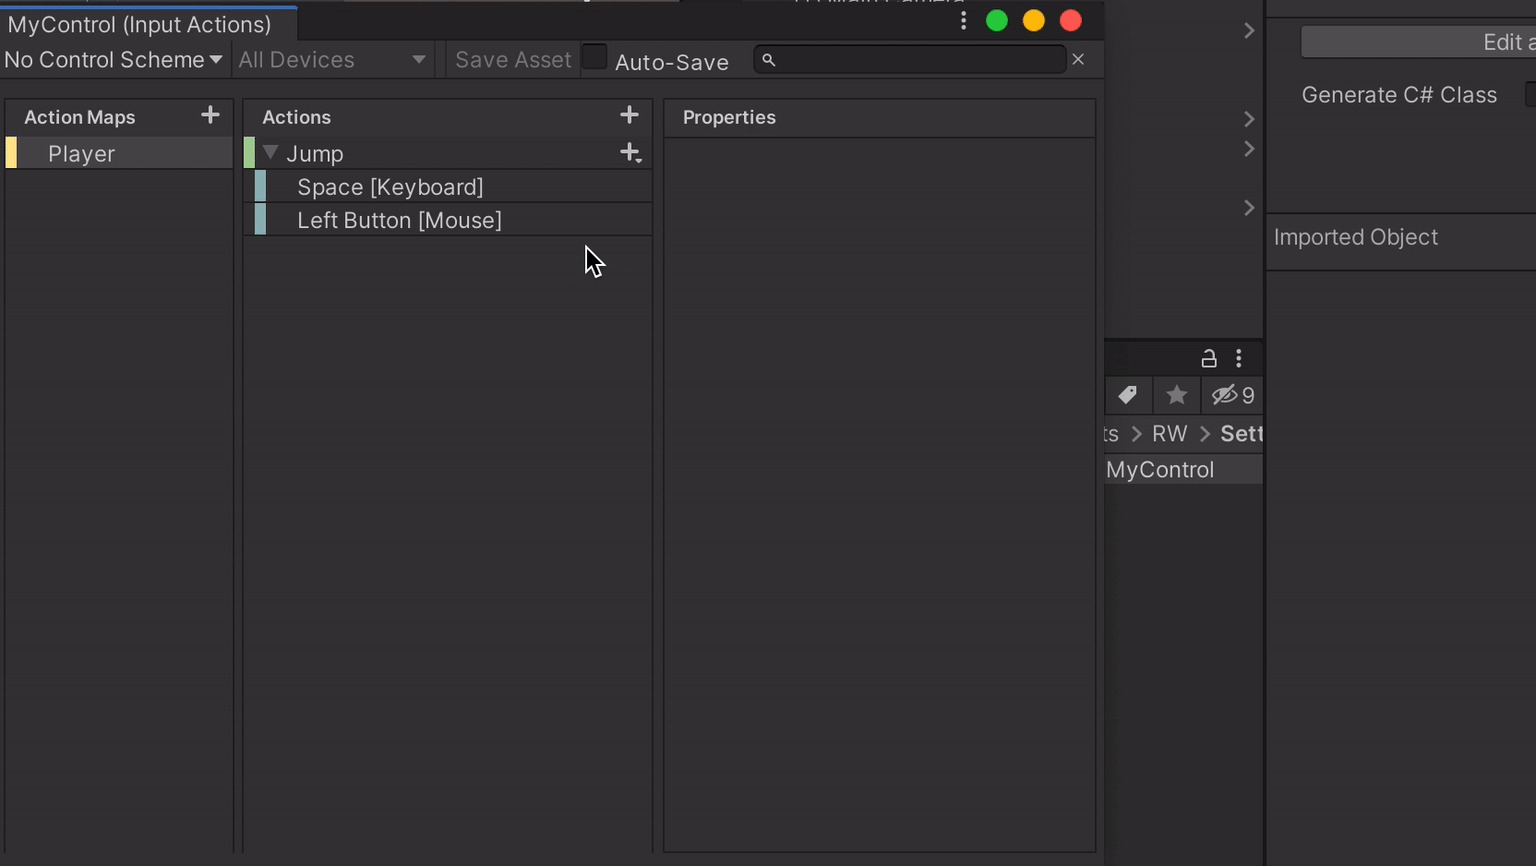 MyControl (Input Actions)
No Control Scheme All Devices Save Asset Auto-Save
Action Maps
Player
Actions
Jump
Space [Keyboard]
Left Button [Mouse]
Properties
9
RW > Sett
MyControl
Edit
Generate C# Class
Imported Object